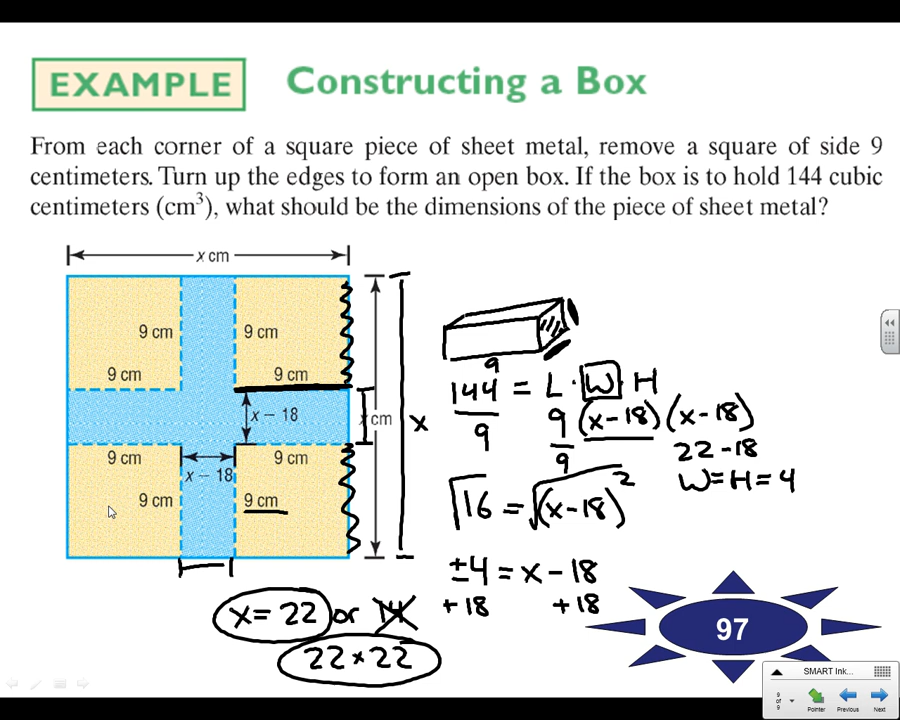 EXAMPLE Constructing a Box
From each corner of a square piece of sheet metal, remove a square of side 9
centimeters. Turn up the edges to form an open box. If the box is to hold 144 cubic
centimeters (cm³), what should be the dimensions of the piece of sheet metal?
x cm
9 cm 9 cm
9 cm 9 cm
x − 18 cm x
9 cm 9 cm
x − 18
9 cm 9 cm
9
144 = L · W · H
9 9 (x-18) (x-18)
9
22-18
W=H=4
√16 = √(x-18)²
±4 = x - 18
+18 +18
x = 22 or 14
22 × 22
97
SMART Ink...
9
of
9
Pointer Previous Next